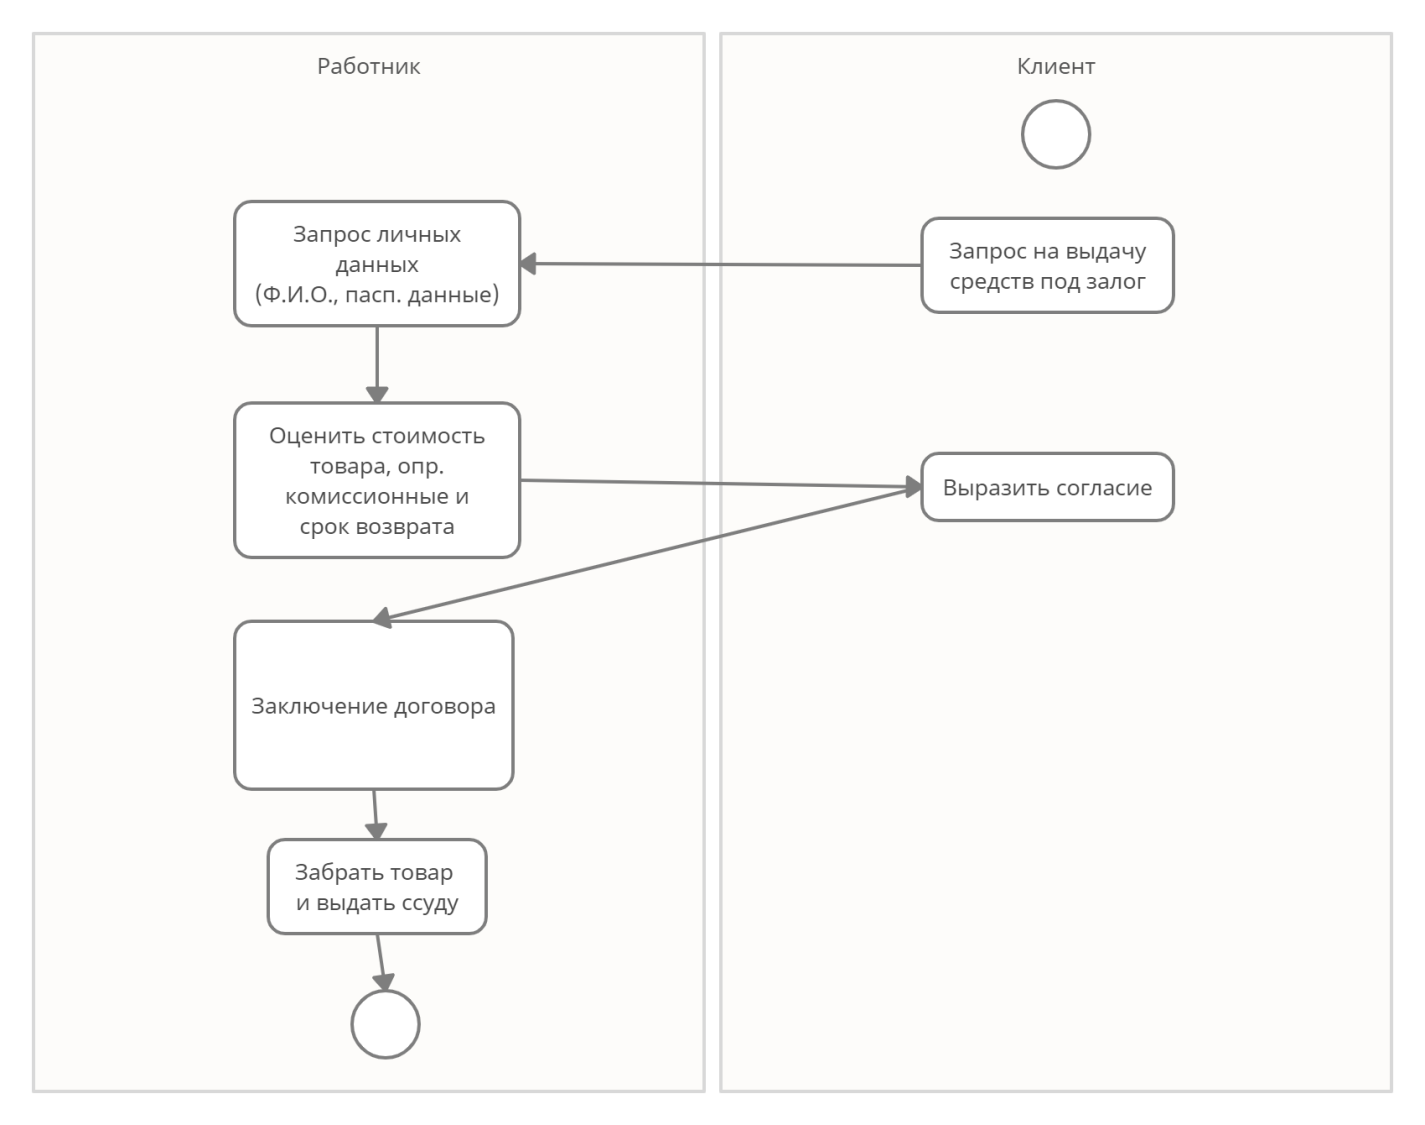 Работник
Клиент
Запрос личных
данных
(Ф.И.О., пасп. данные)
Запрос на выдачу
средств под залог
Оценить стоимость
товара, опр.
комиссионные и
срок возврата
Выразить согласие
Заключение договора
Забрать товар
и выдать ссуду